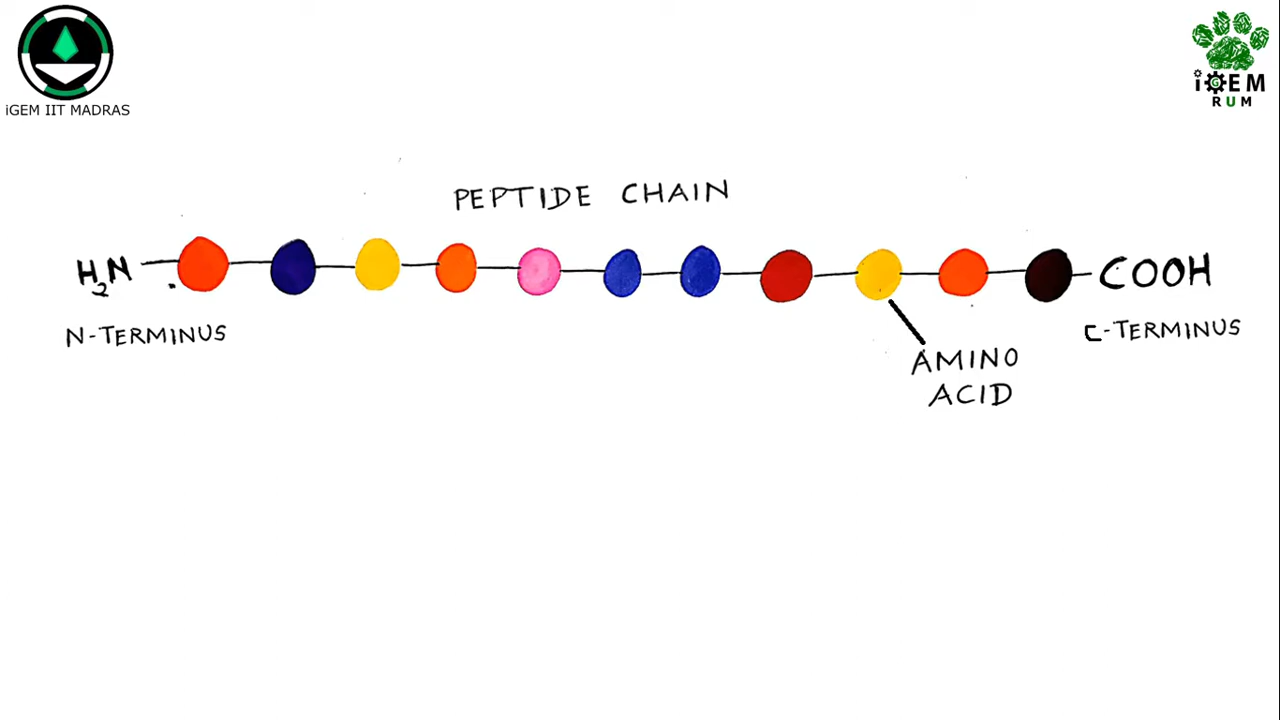 iGEM IIT MADRAS
iGEM
RUM
PEPTIDE CHAIN
H₂N
COOH
N-TERMINUS
C-TERMINUS
AMINO
ACID